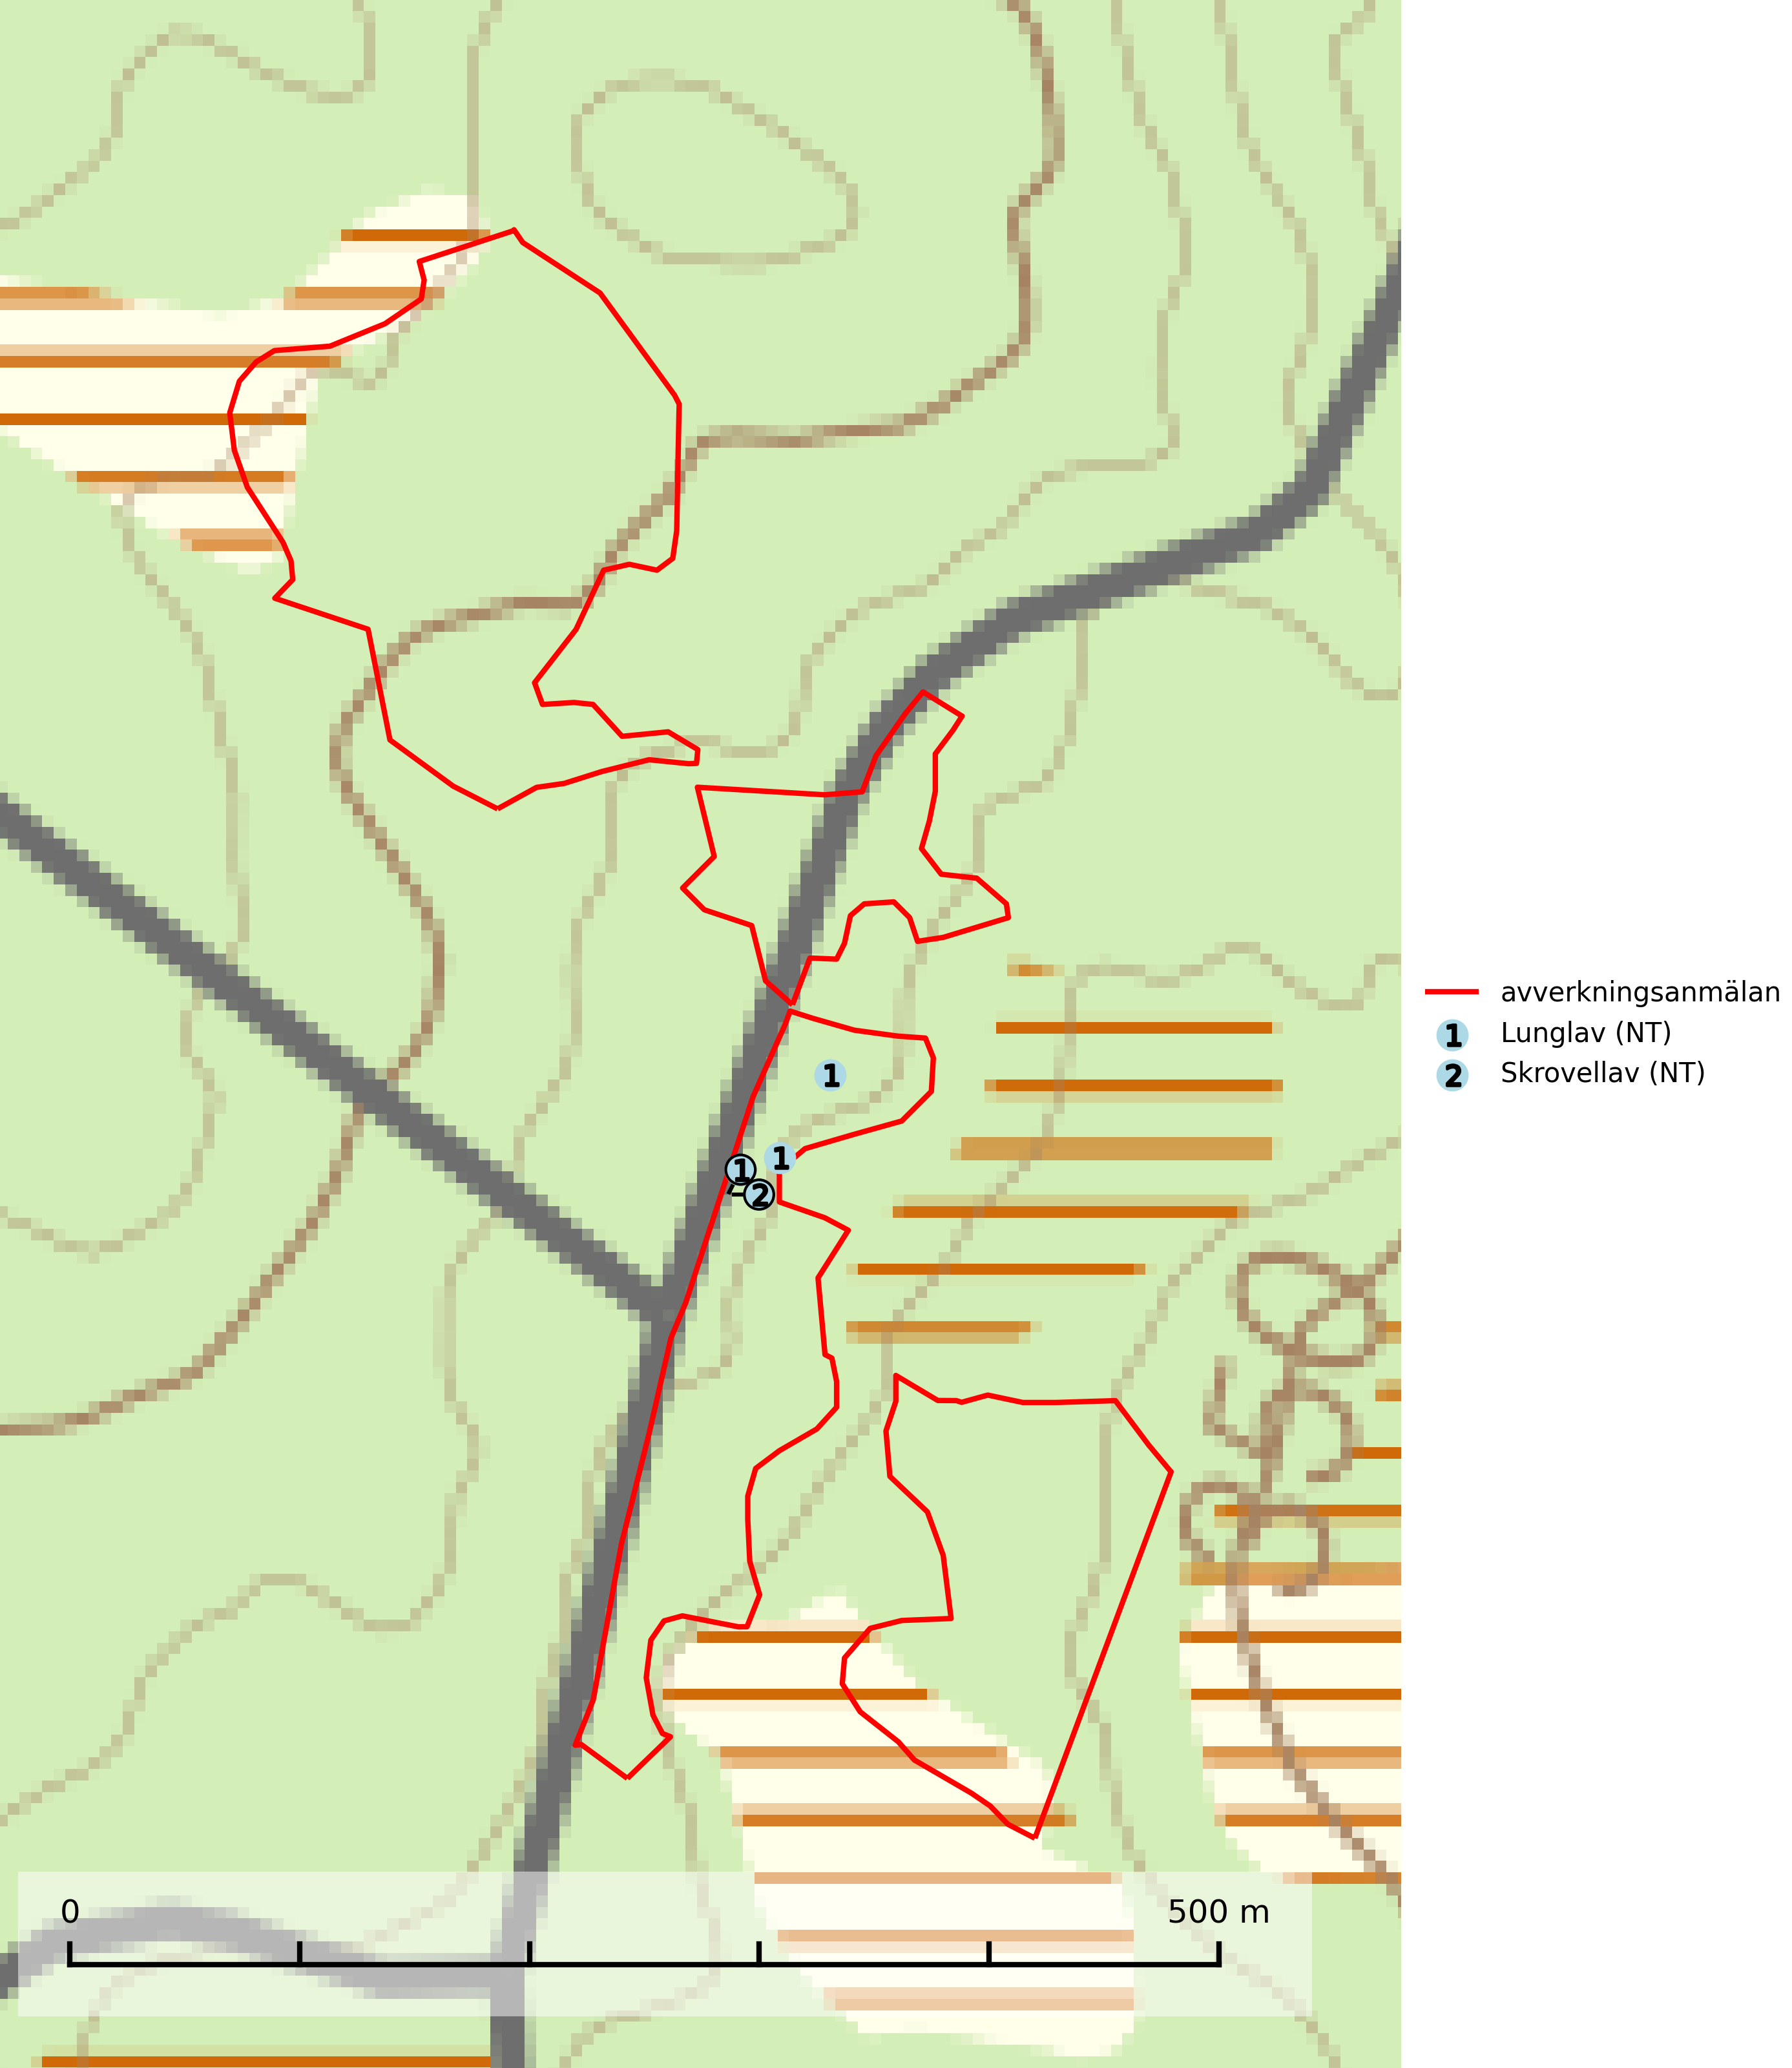 avverkningsanmälan
1 Lunglav (NT)
2 Skrovellav (NT)
1
1
1
2
0
500 m